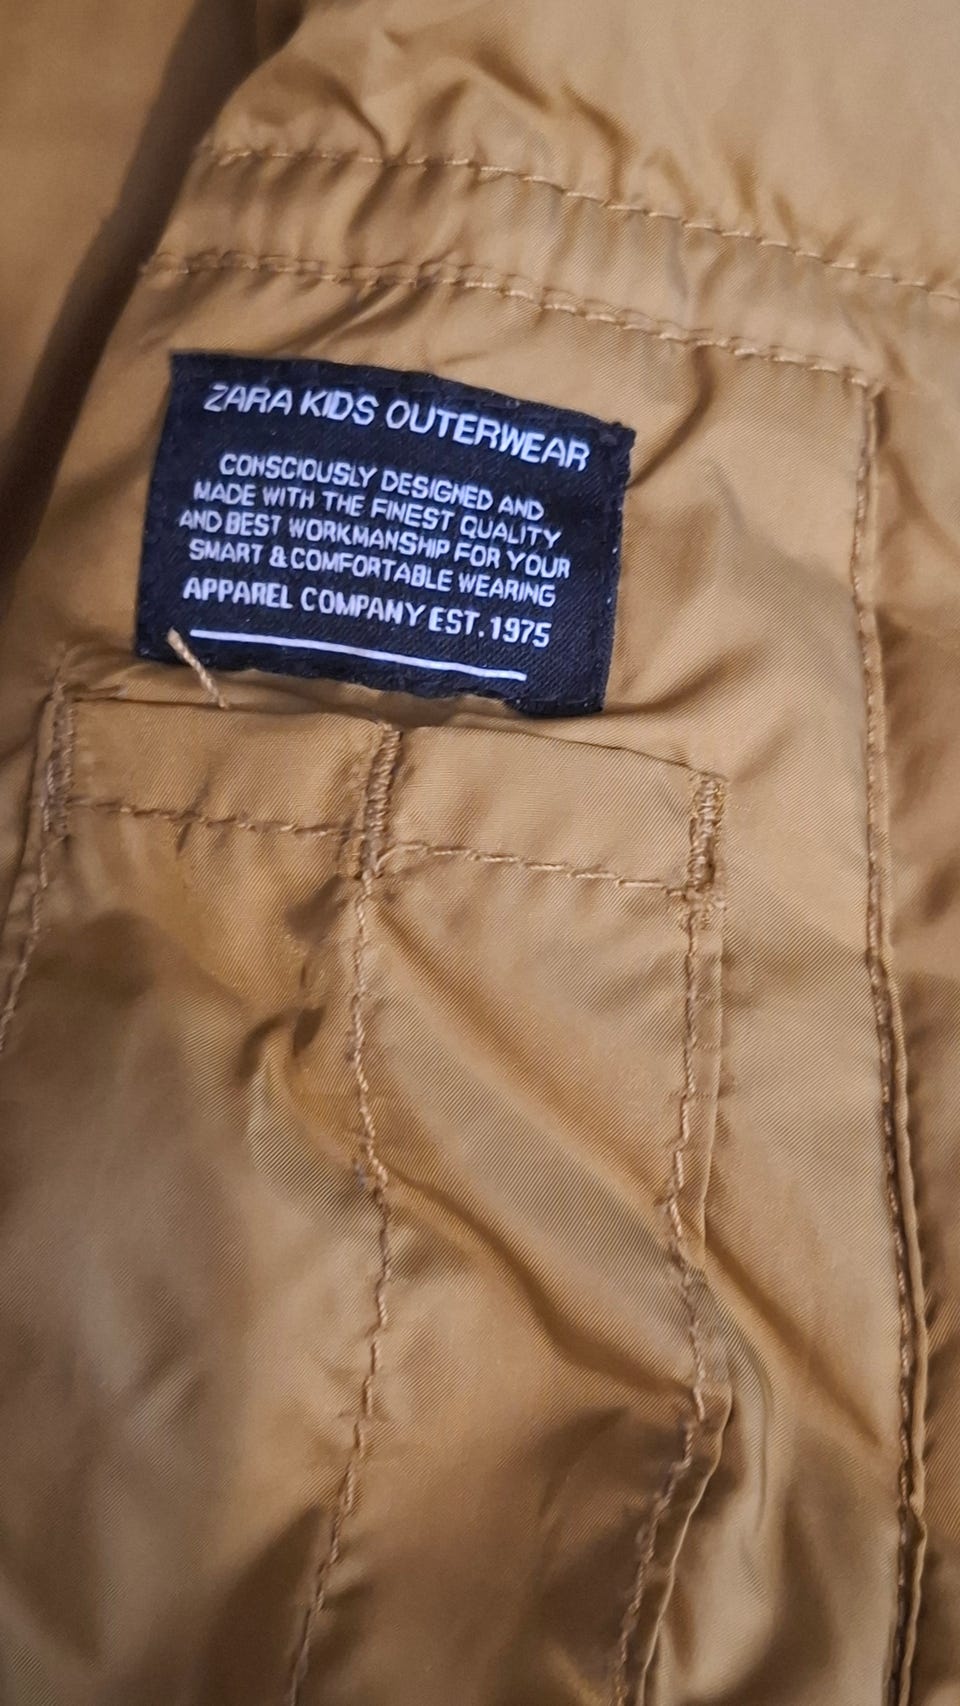 ZARA KIDS OUTERWEAR
CONSCIOUSLY DESIGNED AND
MADE WITH THE FINEST QUALITY
AND BEST WORKMANSHIP FOR YOUR
SMART & COMFORTABLE WEARING
APPAREL COMPANY EST. 1975